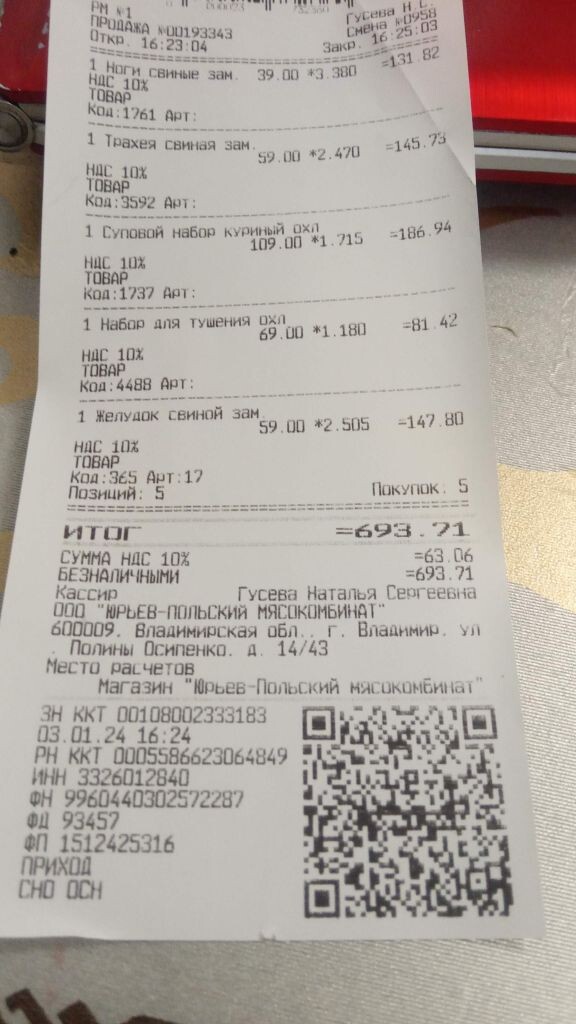 РМ №1
Гусева Н.С.
ПРОДАЖА №00193343
Смена №0958
Откр. 16:23:04
Закр. 16:25:03
1 Ноги свиные зам. 39.00 *3.380 =131.82
НДС 10%
ТОВАР
Код:1761 Арт:
1 Трахея свиная зам.
59.00 *2.470 =145.73
НДС 10%
ТОВАР
Код:3592 Арт:
1 Суповой набор куриный охл
109.00 *1.715 =186.94
НДС 10%
ТОВАР
Код:1737 Арт:
1 Набор для тушения охл
69.00 *1.180 =81.42
НДС 10%
ТОВАР
Код:4488 Арт:
1 Желудок свиной зам.
59.00 *2.505 =147.80
НДС 10%
ТОВАР
Код:365 Арт:17
Позиций: 5 Покупок: 5
ИТОГ =693.71
СУММА НДС 10% =63.06
БЕЗНАЛИЧНЫМИ =693.71
Кассир Гусева Наталья Сергеевна
ООО "ЮРЬЕВ-ПОЛЬСКИЙ МЯСОКОМБИНАТ"
600009, Владимирская обл., г. Владимир, ул
. Полины Осипенко, д. 14/43
Место расчетов
Магазин "Юрьев-Польский мясокомбинат"
ЗН ККТ 00108002333183
03.01.24 16:24
РН ККТ 0005586623064849
ИНН 3326012840
ФН 9960440302572287
ФД 93457
ФП 1512425316
ПРИХОД
СНО ОСН